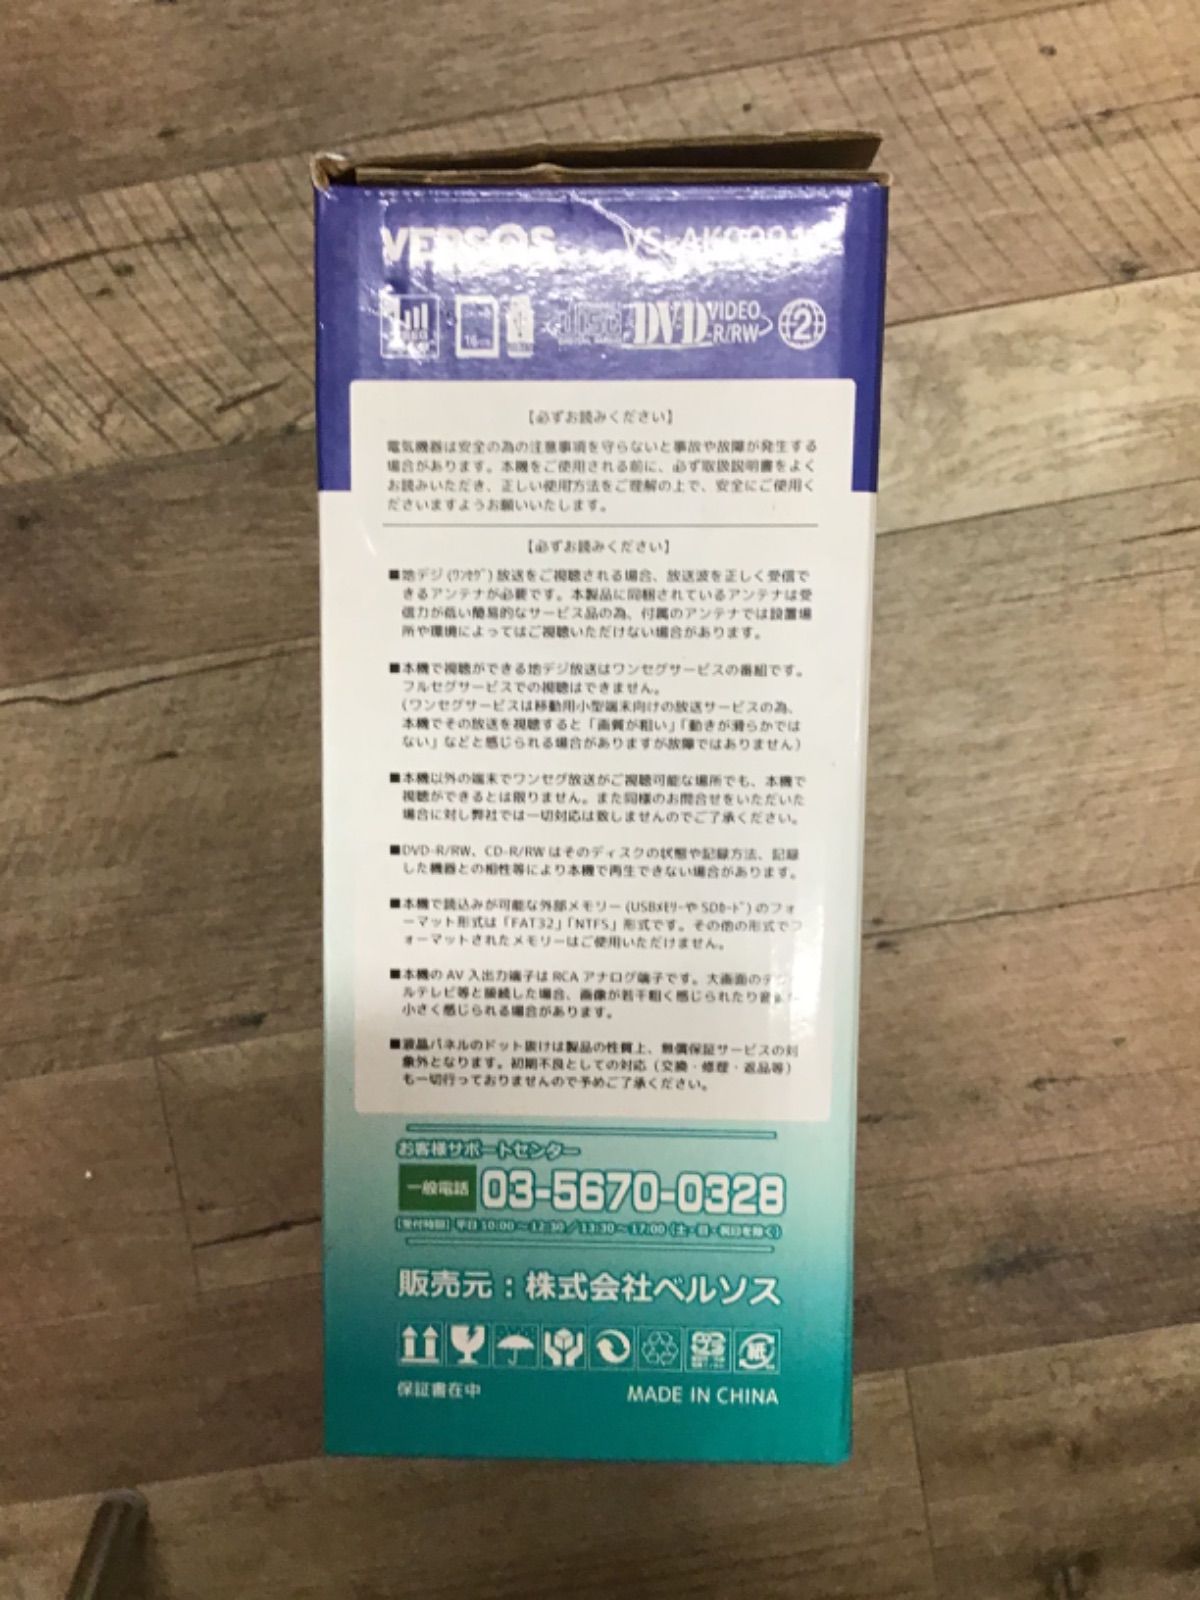 VERSOS
【必ずお読みください】
電気機器は安全の為の注意事項を守らないと事故や故障が発生する
場合があります。本機をご使用される前に、必ず取扱説明書をよく
お読みいただき、正しい使用方法をご理解の上で、安全にご使用く
ださいますようお願いいたします。
【必ずお読みください】
■地デジ(ﾜﾝｾｸﾞ)放送をご視聴される場合、放送波を正しく受信で
きるアンテナが必要です。本製品に同梱されているアンテナは受
信力が低い簡易的なサービス品の為、付属のアンテナでは設置場
所や環境によってはご視聴いただけない場合があります。
■本機で視聴ができる地デジ放送はワンセグサービスの番組です。
フルセグサービスでの視聴はできません。
(ワンセグサービスは移動用小型端末向けの放送サービスの為、
本機でその放送を視聴すると「画質が粗い」「動きが滑らかでは
ない」などと感じられる場合がありますが故障ではありません)
■本機以外の端末でワンセグ放送がご視聴可能な場所でも、本機で
視聴ができるとは限りません。また同様のお問合せをいただいた
場合に対し弊社では一切対応は致しませんのでご了承ください。
■DVD-R/RW、CD-R/RWはそのディスクの状態や記録方法、記録
した機器との相性等により本機で再生できない場合があります。
■本機で読込みが可能な外部メモリー(USBﾒﾓﾘｰやSDｶｰﾄﾞ)のフォ
ーマット形式は「FAT32」「NTFS」形式です。その他の形式でフ
ォーマットされたメモリーはご使用いただけません。
■本機のAV入出力端子はRCAアナログ端子です。大画面のデジ
ルテレビ等と接続した場合、画像が若干粗く感じられたり音
小さく感じられる場合があります。
■液晶パネルのドット抜けは製品の性質上、無償保証サービスの対
象外となります。初期不良としての対応(交換・修理・返品等)
も一切行っておりませんので予めご了承ください。
お客様サポートセンター
一般電話 03-5670-0328
【受付時間】平日10:00～12:30／13:30～17:00(土・日・祝日を除く)
販売元：株式会社ベルソス
紙
保証書在中 MADE IN CHINA
VS-AK
disc DIGITAL AUDIO DVD VIDEO -R/RW 2